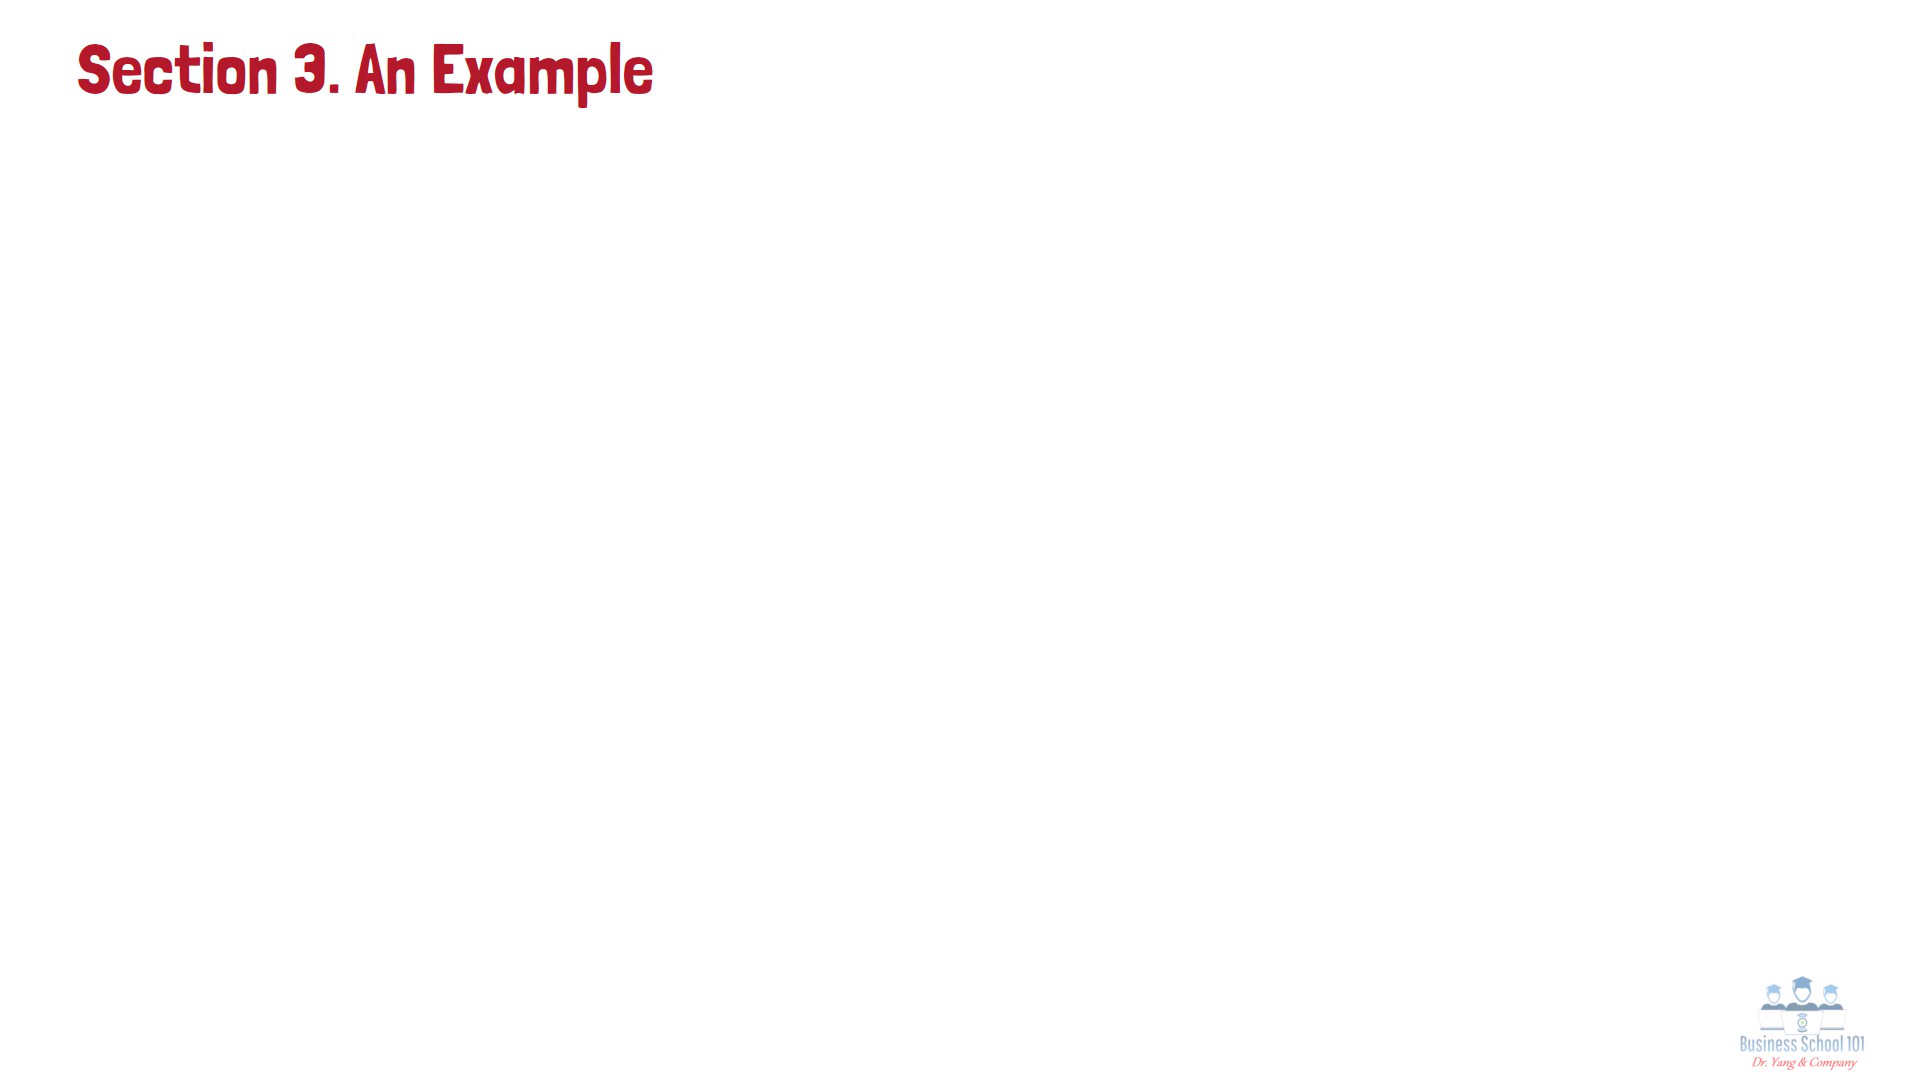 Section 3. An Example
Business School 101
Dr. Yang & Company